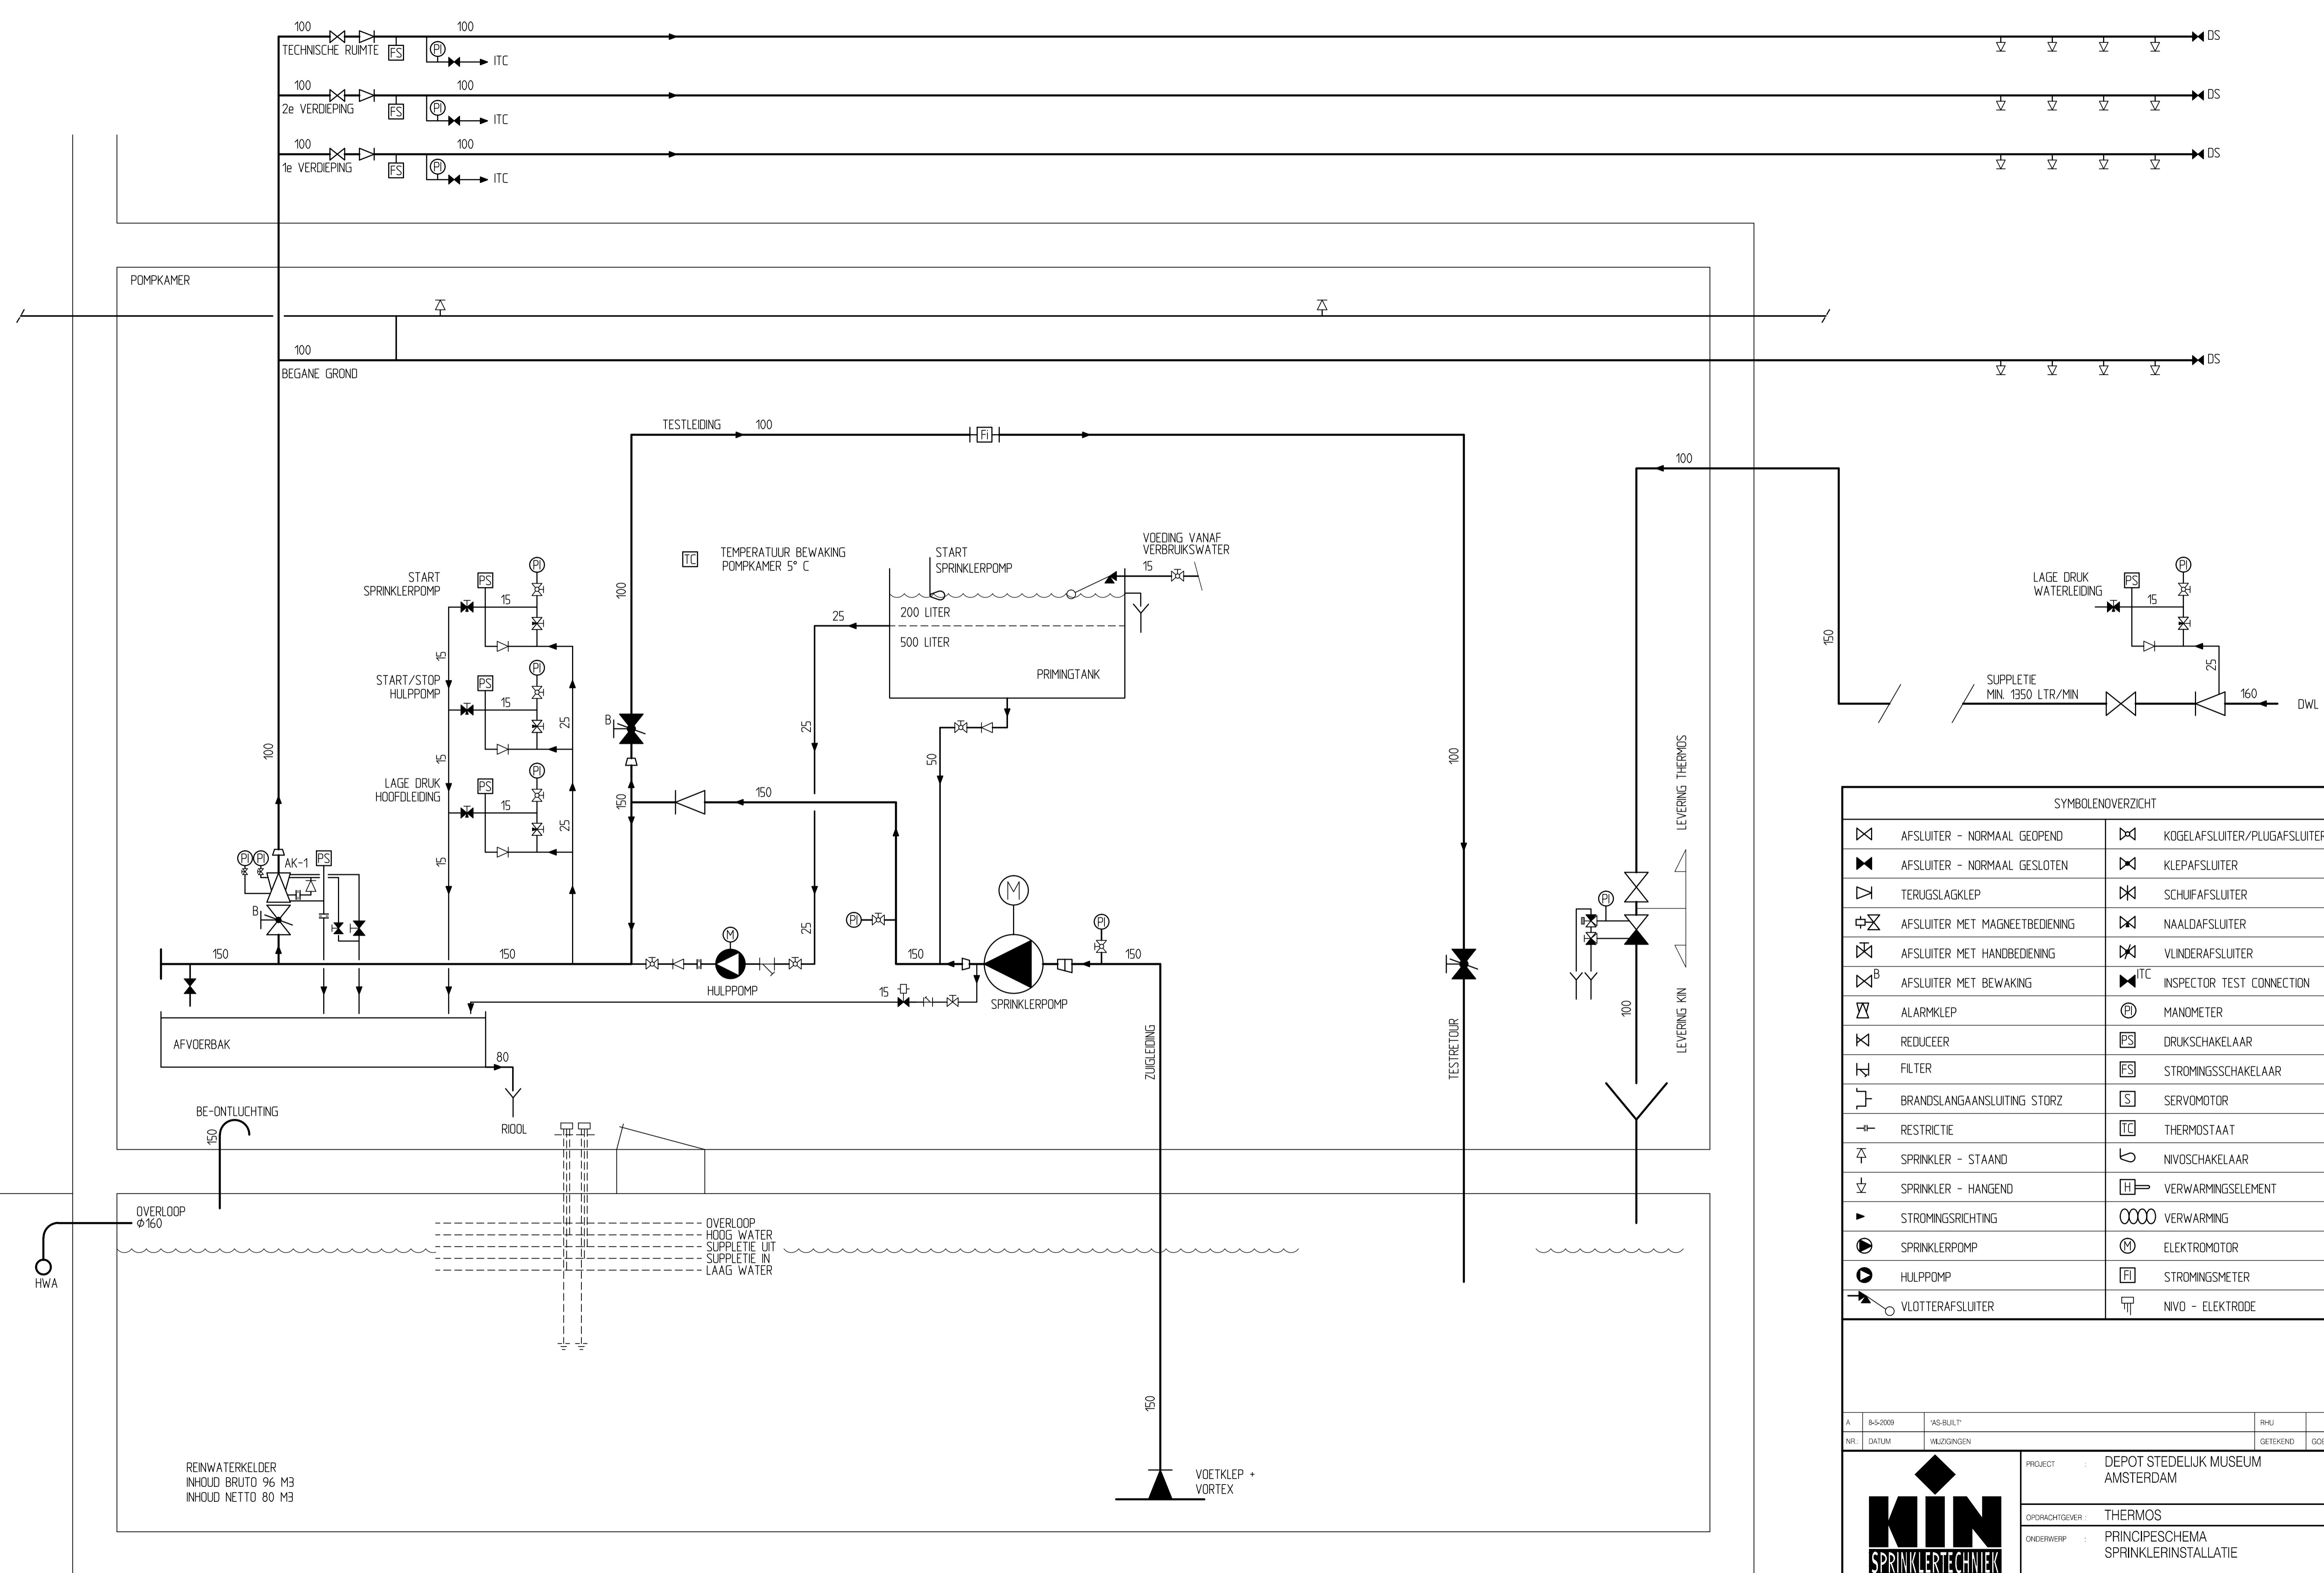 100
100
TECHNISCHE RUIMTE
FS
PI
ITC
DS
100
100
2e VERDIEPING
FS
PI
ITC
DS
100
100
1e VERDIEPING
FS
PI
ITC
DS
POMPKAMER
100
BEGANE GROND
DS
TESTLEIDING 100
Fi
100
START
SPRINKLERPOMP
PS
PI
15
15
START/STOP
HULPPOMP
PS
PI
15
25
15
LAGE DRUK
HOOFDLEIDING
PS
PI
15
25
15
TC
TEMPERATUUR BEWAKING
POMPKAMER 5° C
100
B
150
150
START
SPRINKLERPOMP
VOEDING VANAF
VERBRUIKSWATER
15
200 LITER
500 LITER
PRIMINGTANK
25
25
25
50
100
PI
PI
AK-1
PS
B
150
150
M
HULPPOMP
PI
150
M
SPRINKLERPOMP
PI
150
15
AFVOERBAK
80
RIOOL
ZUIGLEIDING
100
TESTRETOUR
PI
100
LEVERING THERMOS
LEVERING KIN
150
LAGE DRUK
WATERLEIDING
PS
PI
15
25
SUPPLETIE
MIN. 1350 LTR/MIN
160
DWL
BE-ONTLUCHTING
150
OVERLOOP
Φ160
HWA
OVERLOOP
HOOG WATER
SUPPLETIE UIT
SUPPLETIE IN
LAAG WATER
150
VOETKLEP +
VORTEX
REINWATERKELDER
INHOUD BRUTO 96 M3
INHOUD NETTO 80 M3
SYMBOLENOVERZICHT
AFSLUITER - NORMAAL GEOPEND
KOGELAFSLUITER/PLUGAFSLUITER
AFSLUITER - NORMAAL GESLOTEN
KLEPAFSLUITER
TERUGSLAGKLEP
SCHUIFAFSLUITER
AFSLUITER MET MAGNEETBEDIENING
NAALDAFSLUITER
AFSLUITER MET HANDBEDIENING
VLINDERAFSLUITER
B AFSLUITER MET BEWAKING
ITC INSPECTOR TEST CONNECTION
ALARMKLEP
PI MANOMETER
REDUCEER
PS DRUKSCHAKELAAR
FILTER
FS STROMINGSSCHAKELAAR
BRANDSLANGAANSLUITING STORZ
S SERVOMOTOR
RESTRICTIE
TC THERMOSTAAT
SPRINKLER - STAAND
NIVOSCHAKELAAR
SPRINKLER - HANGEND
H VERWARMINGSELEMENT
STROMINGSRICHTING
VERWARMING
SPRINKLERPOMP
M ELEKTROMOTOR
HULPPOMP
FI STROMINGSMETER
VLOTTERAFSLUITER
NIVO - ELEKTRODE
A 8-5-2009 "AS-BUILT" RHU
NR.: DATUM WIJZIGINGEN GETEKEND
KIN
SPRINKLERTECHNIEK
PROJECT : DEPOT STEDELIJK MUSEUM
AMSTERDAM
OPDRACHTGEVER : THERMOS
ONDERWERP : PRINCIPESCHEMA
SPRINKLERINSTALLATIE